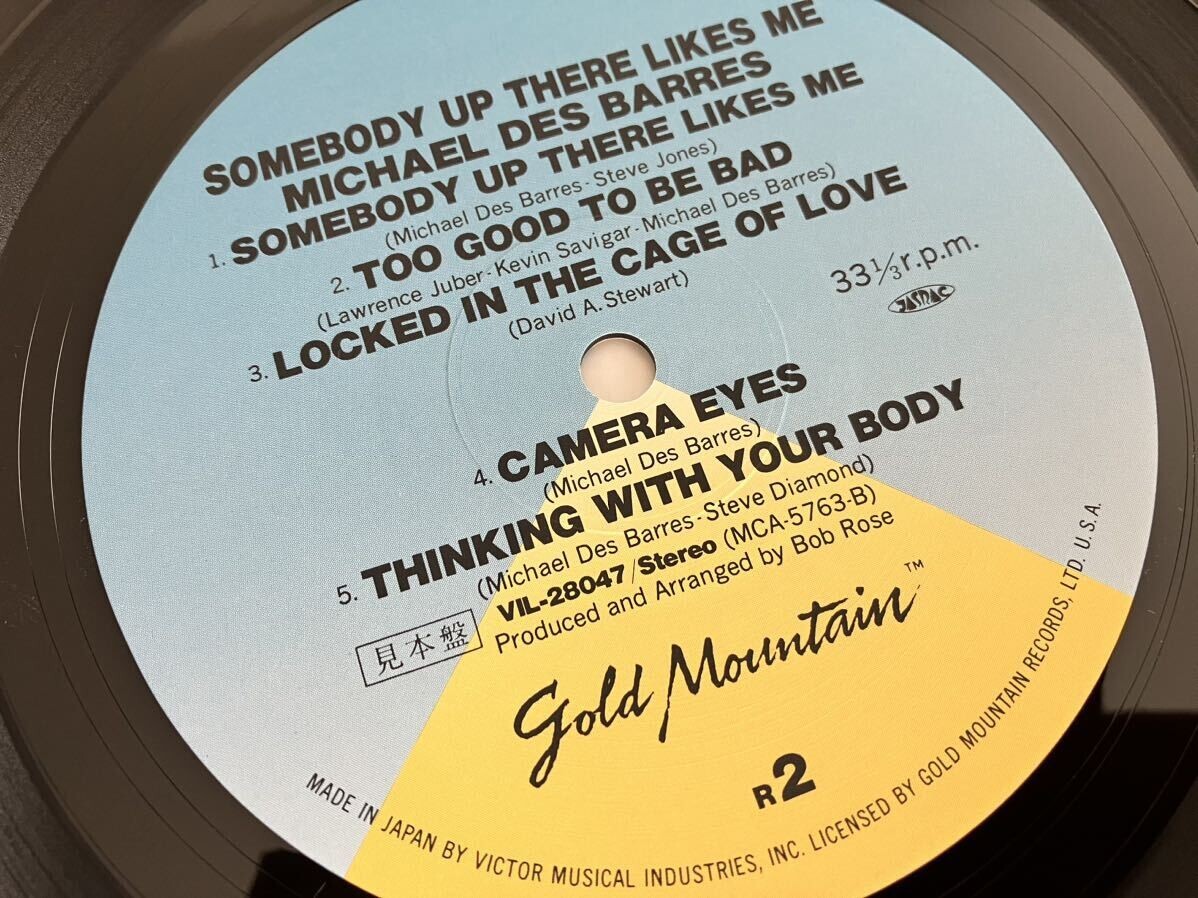 SOMEBODY UP THERE LIKES ME
MICHAEL DES BARRES
1. SOMEBODY UP THERE LIKES ME
(Michael Des Barres-Steve Jones)
2. TOO GOOD TO BE BAD
(Lawrence Juber-Kevin Savigar-Michael Des Barres)
3. LOCKED IN THE CAGE OF LOVE
(David A. Stewart)
33 1/3 r.p.m.
JASRAC
4. CAMERA EYES
(Michael Des Barres)
5. THINKING WITH YOUR BODY
(Michael Des Barres-Steve Diamond)
VIL-28047/Stereo (MCA-5763-B)
Produced and Arranged by Bob Rose
見本盤
Gold Mountain™
R2
MADE IN JAPAN BY VICTOR MUSICAL INDUSTRIES, INC. LICENSED BY GOLD MOUNTAIN RECORDS, LTD. U.S.A.